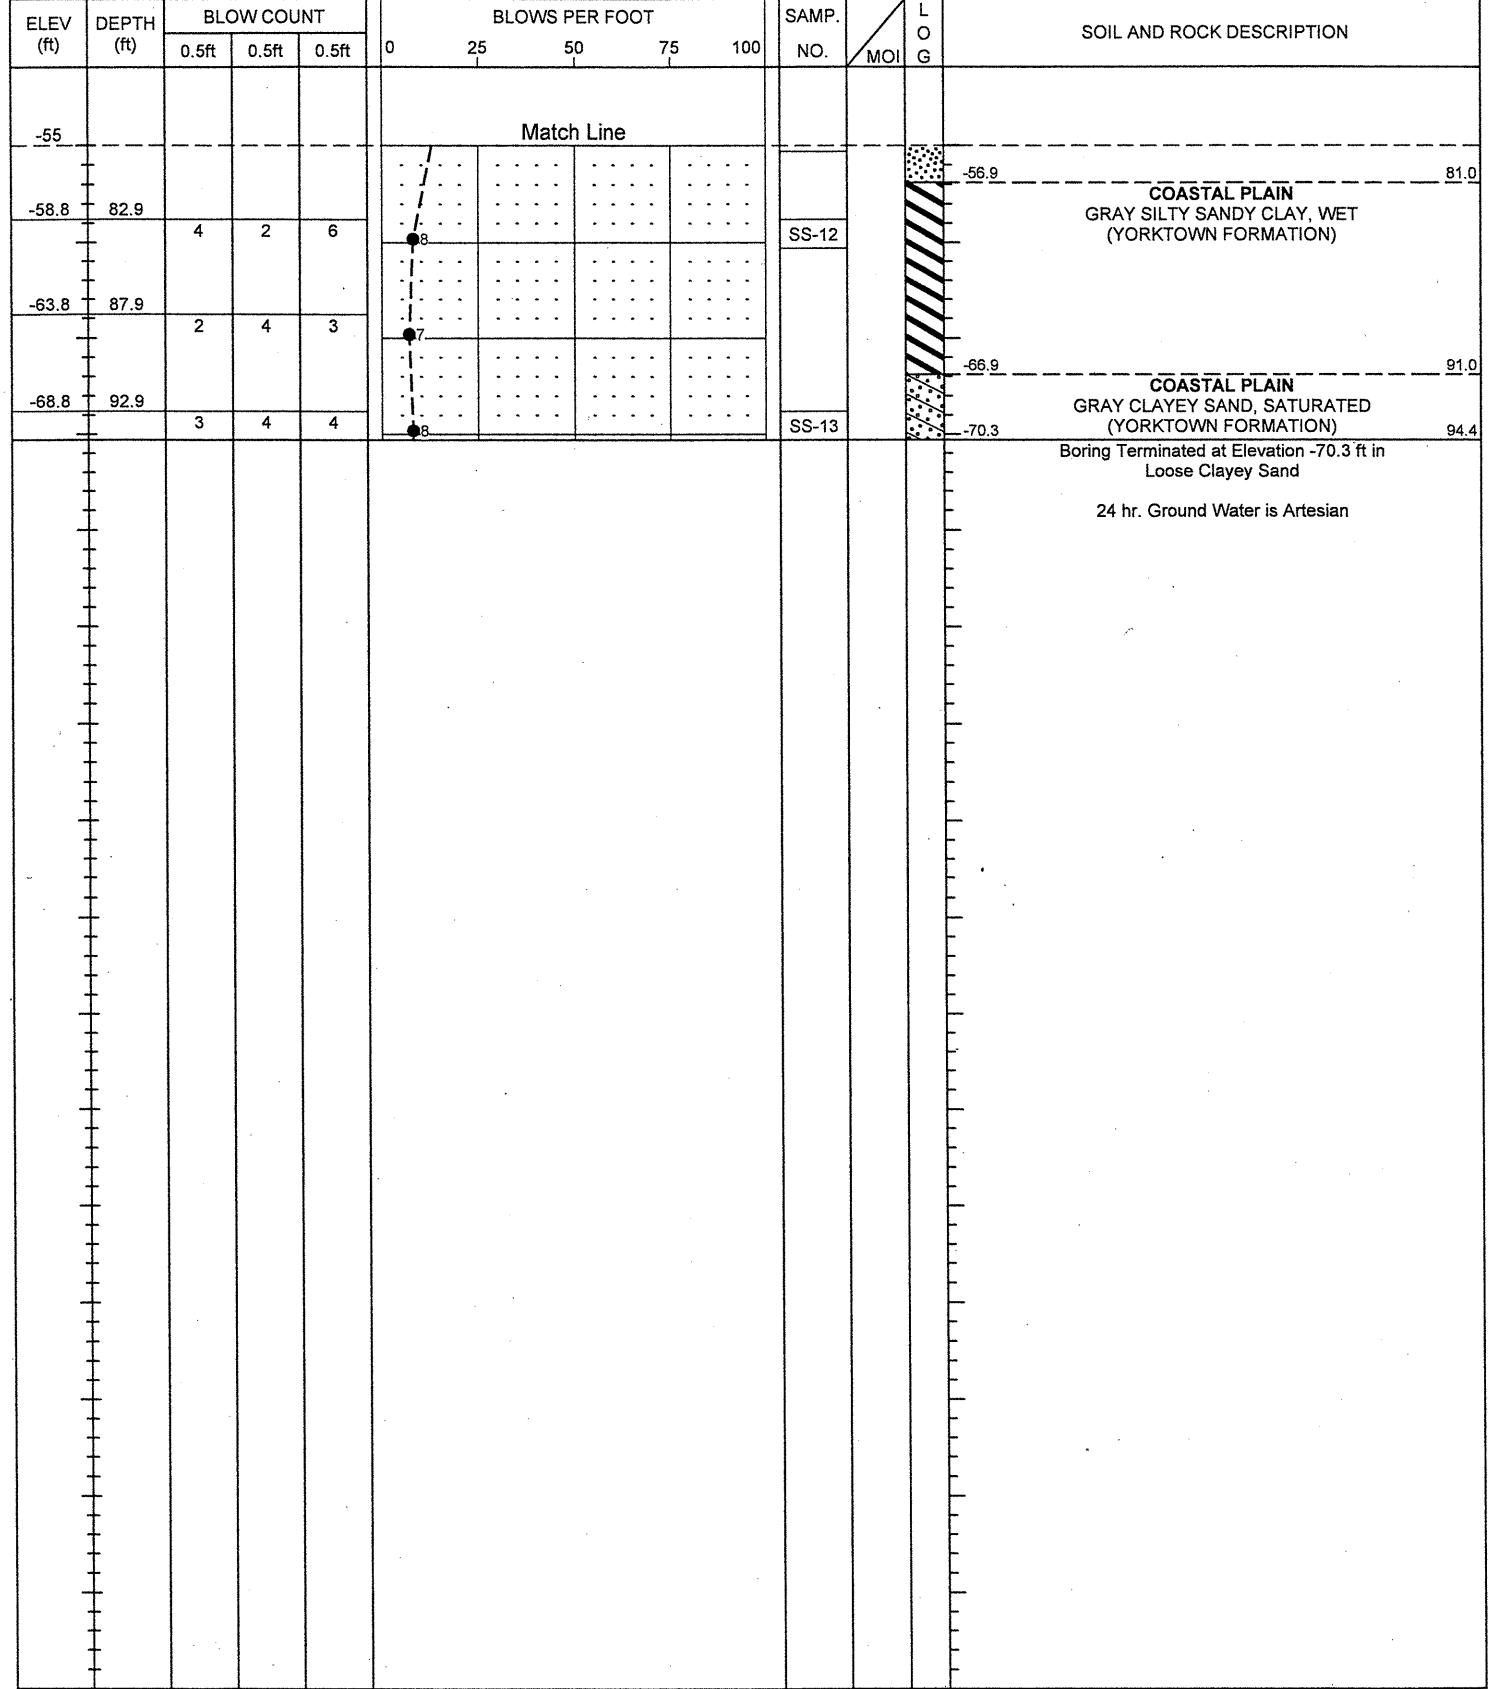 ELEV (ft) DEPTH (ft) BLOW COUNT 0.5ft 0.5ft 0.5ft BLOWS PER FOOT 0 25 50 75 100 SAMP. NO. MOI LOG SOIL AND ROCK DESCRIPTION
-55 Match Line
-56.9 81.0
COASTAL PLAIN
-58.8 82.9 GRAY SILTY SANDY CLAY, WET
4 2 6 8 SS-12 (YORKTOWN FORMATION)
-63.8 87.9
2 4 3 7
-66.9 91.0
COASTAL PLAIN
-68.8 92.9 GRAY CLAYEY SAND, SATURATED
3 4 4 8 SS-13 (YORKTOWN FORMATION)
-70.3 94.4
Boring Terminated at Elevation -70.3 ft in
Loose Clayey Sand
24 hr. Ground Water is Artesian